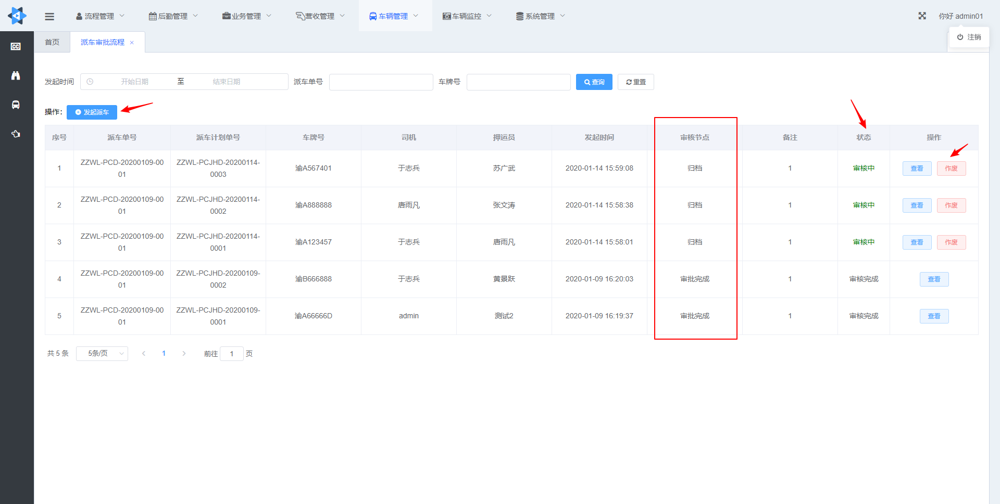 流程管理 后勤管理 业务管理 营收管理 车辆管理 车辆监控 系统管理 你好 admin01
注销
首页 派车审批流程 ×
发起时间 开始日期 至 结束日期 派车单号 车牌号 查询 重置
操作: 发起派车
序号 派车单号 派车计划单号 车牌号 司机 押运员 发起时间 审核节点 备注 状态 操作
1 ZZWL-PCD-20200109-0001 ZZWL-PCJHD-20200114-0003 渝A567401 于志兵 苏广武 2020-01-14 15:59:08 归档 1 审核中 查看 作废
2 ZZWL-PCD-20200109-0001 ZZWL-PCJHD-20200114-0002 渝A888888 唐雨凡 张文涛 2020-01-14 15:58:38 归档 1 审核中 查看 作废
3 ZZWL-PCD-20200109-0001 ZZWL-PCJHD-20200114-0001 渝A123457 于志兵 唐雨凡 2020-01-14 15:58:01 归档 1 审核中 查看 作废
4 ZZWL-PCD-20200109-0001 ZZWL-PCJHD-20200109-0002 渝B666888 于志兵 黄景跃 2020-01-09 16:20:03 审批完成 1 审核完成 查看
5 ZZWL-PCD-20200109-0001 ZZWL-PCJHD-20200109-0001 渝A66666D admin 测试2 2020-01-09 16:19:37 审批完成 1 审核完成 查看
共 5 条 5条/页 1 前往 1 页